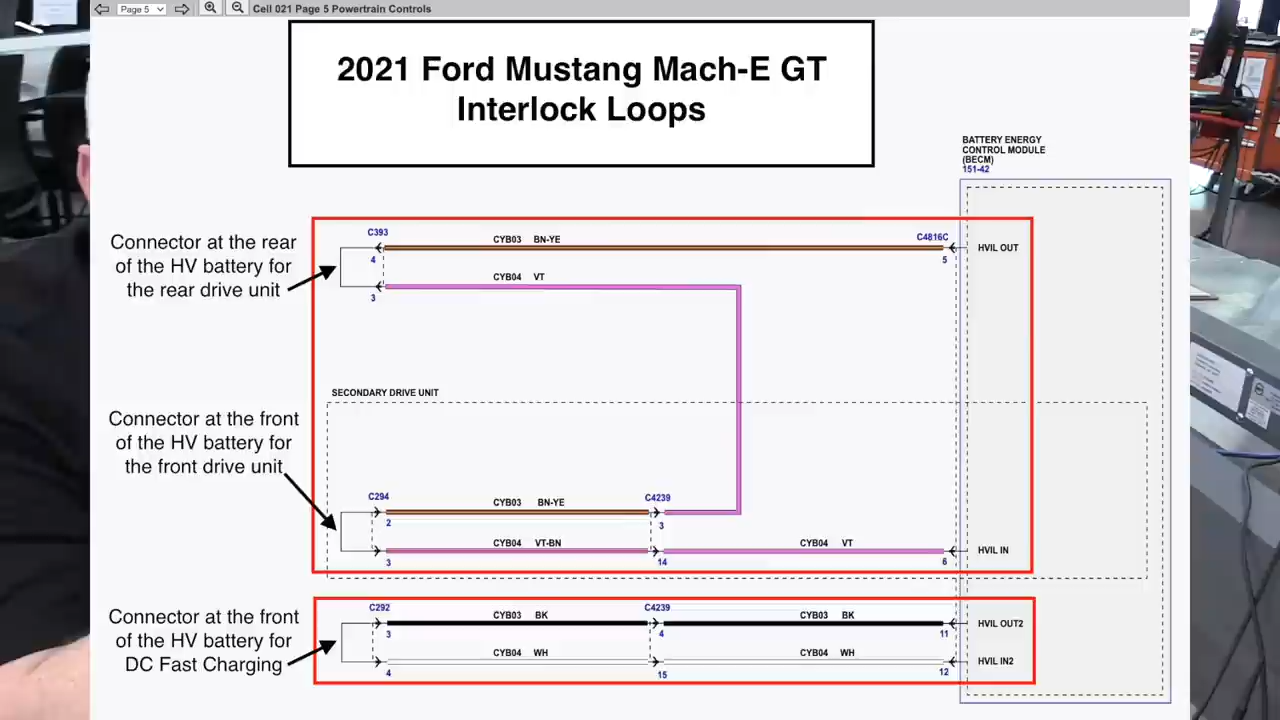 Page 5
Cell 021 Page 5 Powertrain Controls
2021 Ford Mustang Mach-E GT
Interlock Loops
BATTERY ENERGY
CONTROL MODULE
(BECM)
151-42
Connector at the rear
of the HV battery for
the rear drive unit
C393
CYB03 BN-YE
C4816C
HVIL OUT
4
5
CYB04 VT
3
SECONDARY DRIVE UNIT
Connector at the front
of the HV battery for
the front drive unit
C294
CYB03 BN-YE
C4239
2
3
CYB04 VT-BN
CYB04 VT
HVIL IN
3
14
6
Connector at the front
of the HV battery for
DC Fast Charging
C292
CYB03 BK
C4239
CYB03 BK
HVIL OUT2
3
4
11
CYB04 WH
CYB04 WH
HVIL IN2
4
15
12